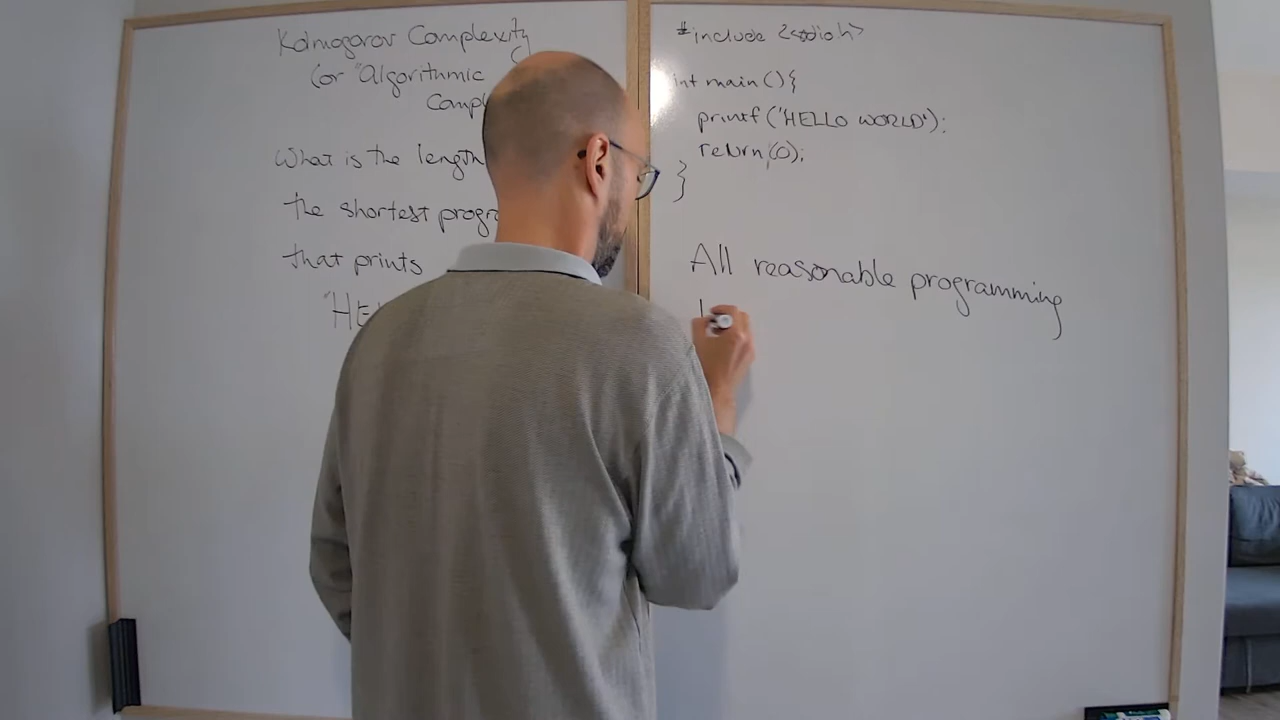 Kolmogorov Complexity
(or "Algorithmic
Compl
What is the length
the shortest progr
that prints
"HE
#include <stdio.h>
int main(){
printf("HELLO WORLD");
return(0);
}
All reasonable programming
l